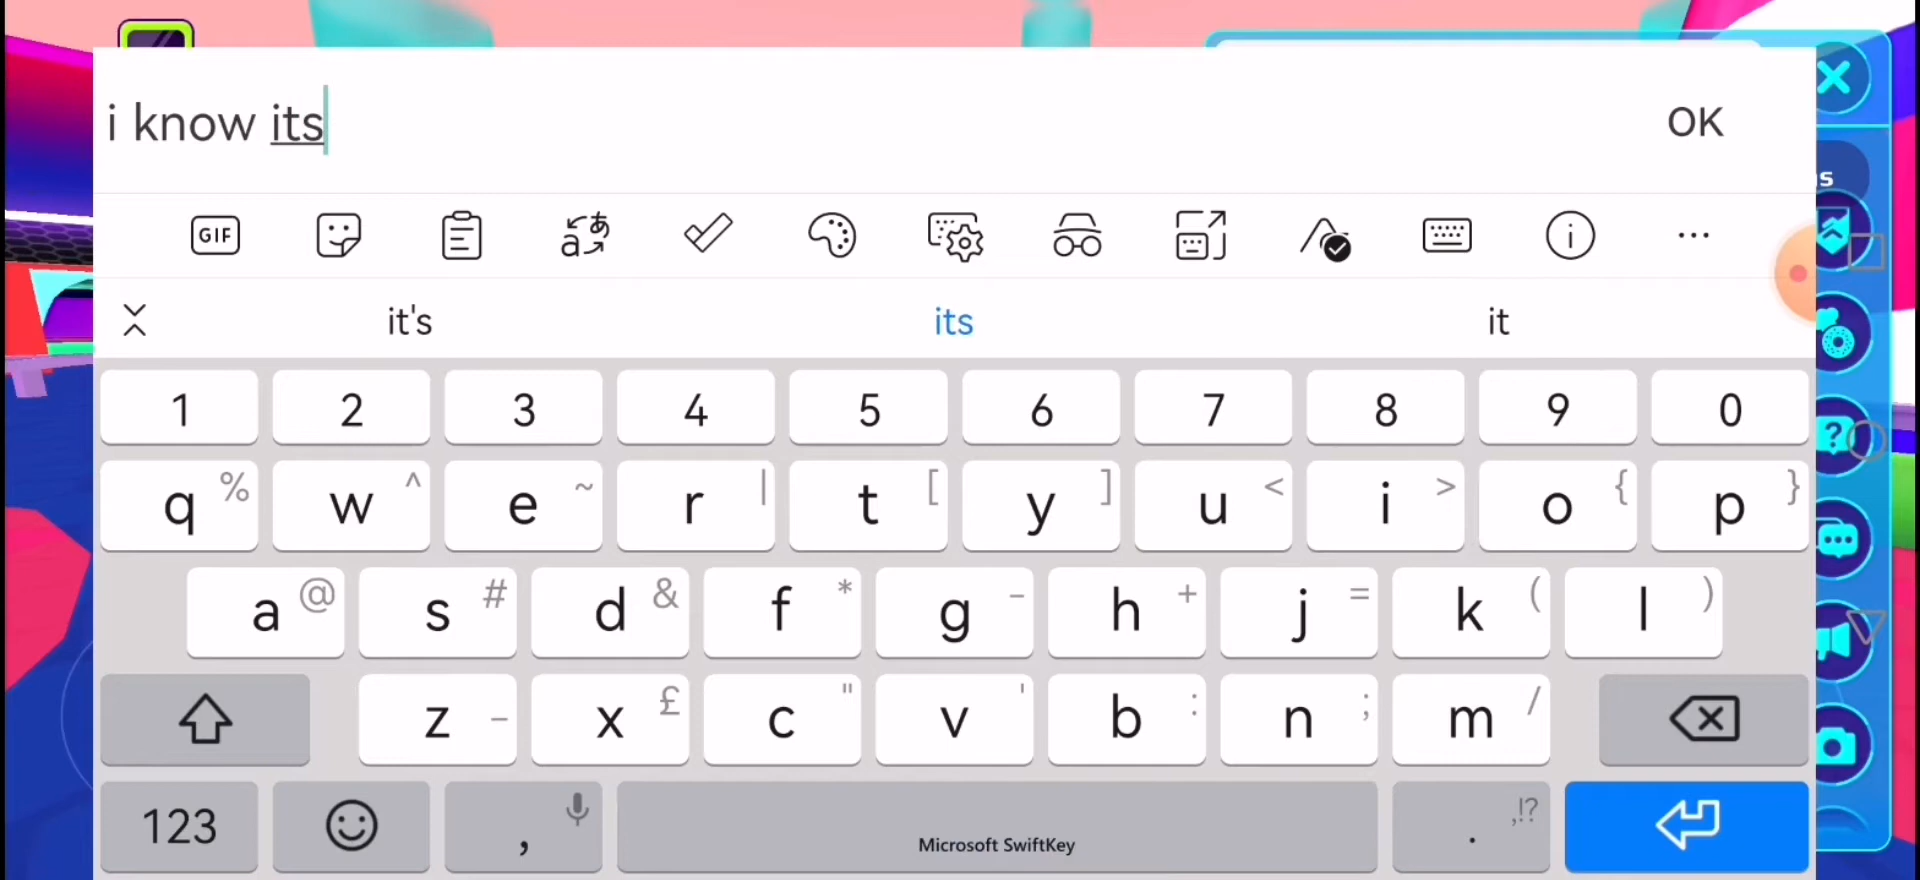 i know its
OK
s
GIF
it's its it
1 2 3 4 5 6 7 8 9 0
q % w ^ e ~ r | t [ y ] u < i > o { p }
a @ s # d & f * g - h + j = k ( l )
z _ x £ c " v ' b : n ; m /
123 , Microsoft SwiftKey . ,!?